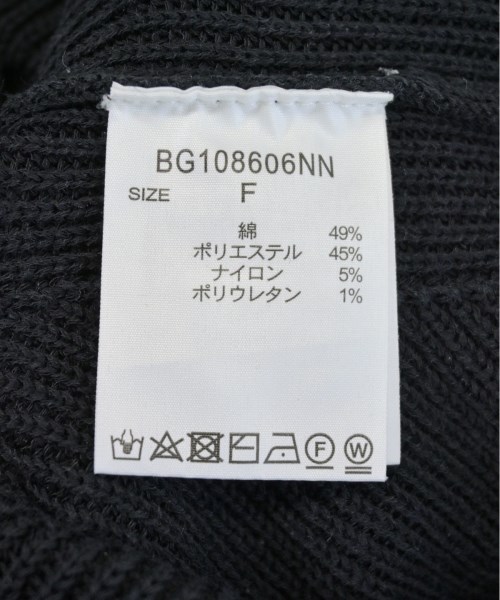 BG108606NN
SIZE F
綿 49%
ポリエステル 45%
ナイロン 5%
ポリウレタン 1%
F W